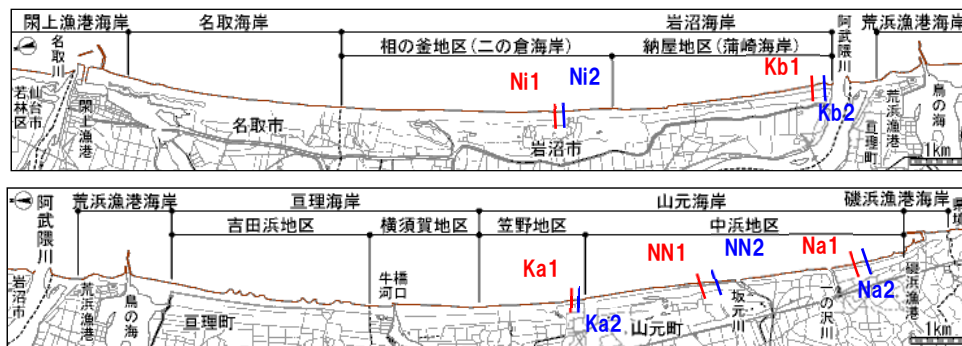 閖上漁港海岸
名取海岸
岩沼海岸
阿武隈川
荒浜漁港海岸
名取川
相の釜地区(二の倉海岸)
納屋地区(蒲崎海岸)
仙台市
若林区
閖上漁港
名取市
Ni1
Ni2
岩沼市
Kb1
Kb2
荒浜漁港
亘理町
鳥の海
1km
阿武隈川
荒浜漁港海岸
亘理海岸
山元海岸
磯浜漁港海岸
県境
吉田浜地区
横須賀地区
笠野地区
中浜地区
岩沼市
荒浜漁港
鳥の海
亘理町
牛橋河口
Ka1
Ka2
NN1
NN2
山元町
坂元川
Na1
Na2
一の沢川
磯浜漁港
1km